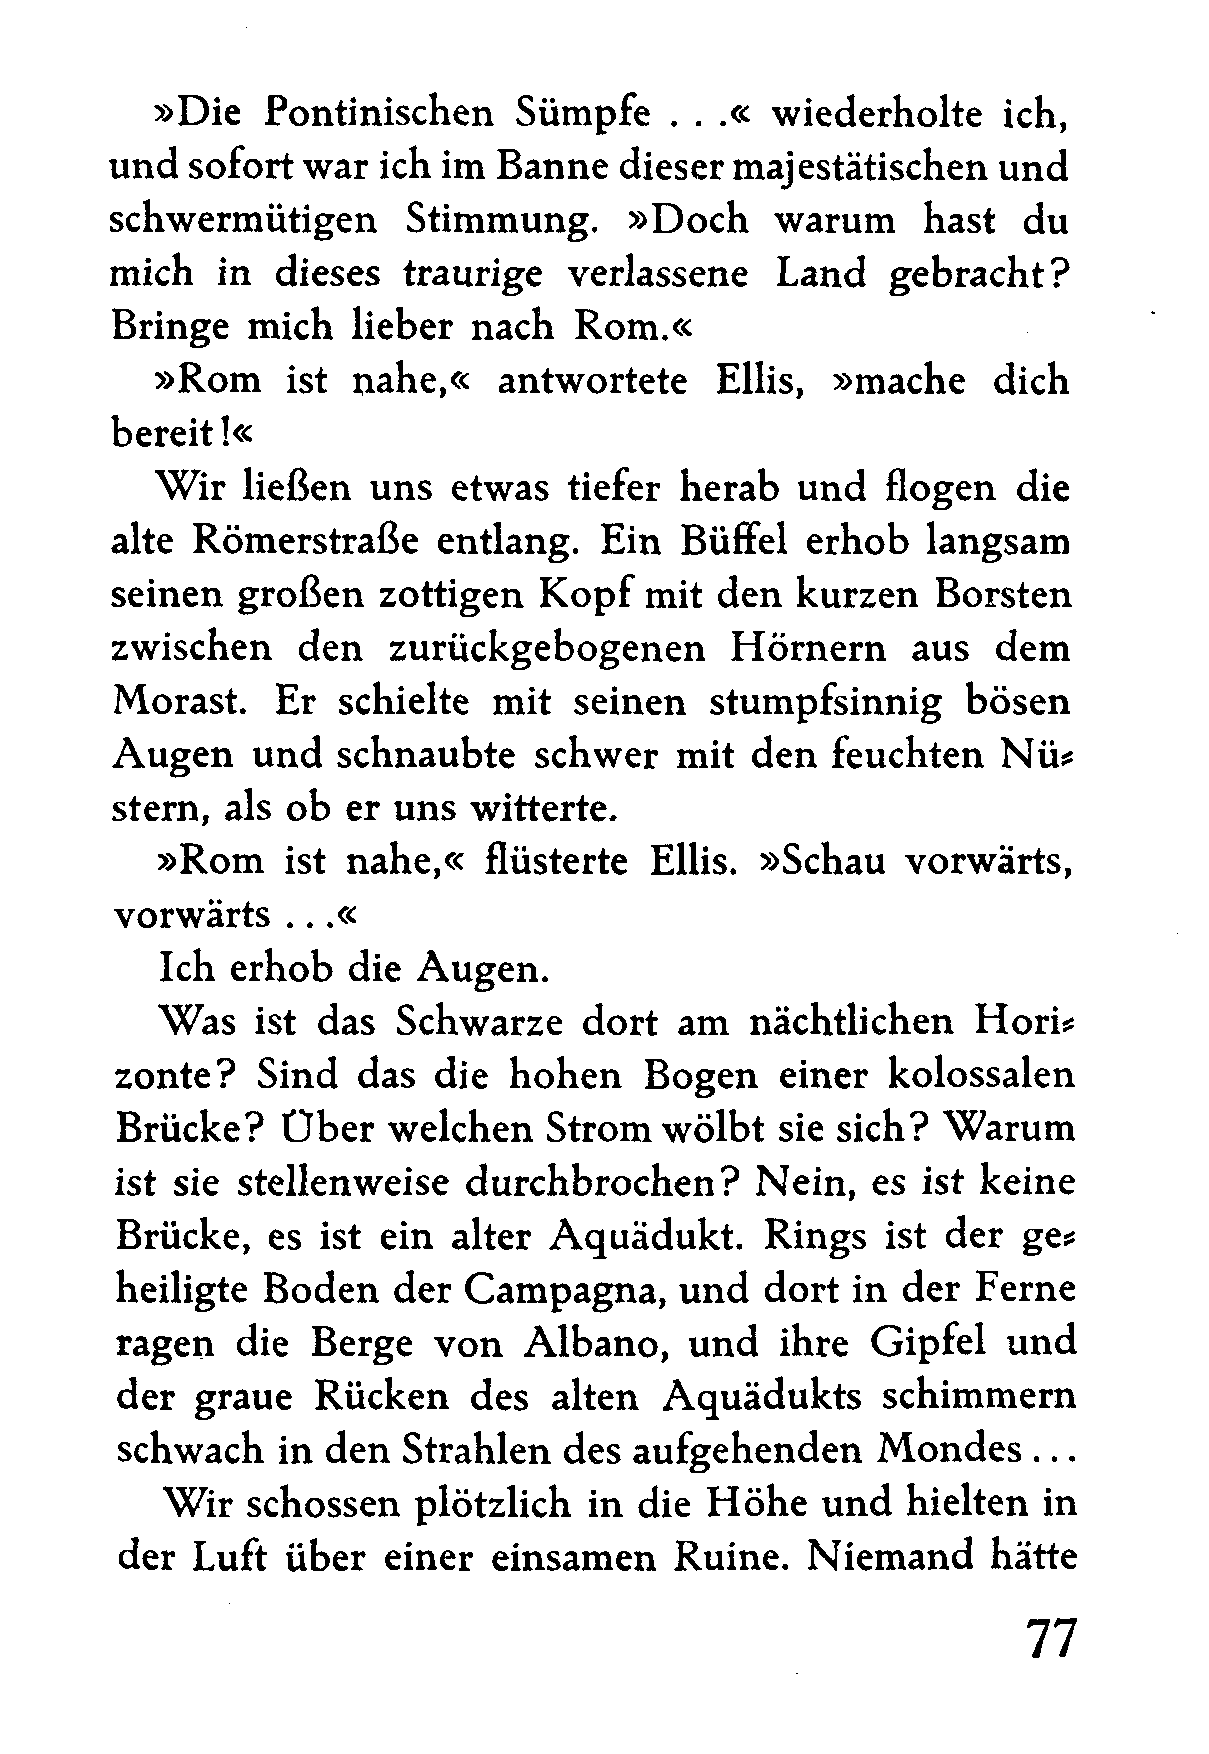 »Die Pontinischen Sümpfe . . .« wiederholte ich,
und sofort war ich im Banne dieser majestätischen und
schwermütigen Stimmung. »Doch warum hast du
mich in dieses traurige verlassene Land gebracht?
Bringe mich lieber nach Rom.«
»Rom ist nahe,« antwortete Ellis, »mache dich
bereit!«
Wir ließen uns etwas tiefer herab und flogen die
alte Römerstraße entlang. Ein Büffel erhob langsam
seinen großen zottigen Kopf mit den kurzen Borsten
zwischen den zurückgebogenen Hörnern aus dem
Morast. Er schielte mit seinen stumpfsinnig bösen
Augen und schnaubte schwer mit den feuchten Nü⸗
stern, als ob er uns witterte.
»Rom ist nahe,« flüsterte Ellis. »Schau vorwärts,
vorwärts . . .«
Ich erhob die Augen.
Was ist das Schwarze dort am nächtlichen Hori⸗
zonte? Sind das die hohen Bogen einer kolossalen
Brücke? Über welchen Strom wölbt sie sich? Warum
ist sie stellenweise durchbrochen? Nein, es ist keine
Brücke, es ist ein alter Aquädukt. Rings ist der ge⸗
heiligte Boden der Campagna, und dort in der Ferne
ragen die Berge von Albano, und ihre Gipfel und
der graue Rücken des alten Aquädukts schimmern
schwach in den Strahlen des aufgehenden Mondes . . .
Wir schossen plötzlich in die Höhe und hielten in
der Luft über einer einsamen Ruine. Niemand hätte
77